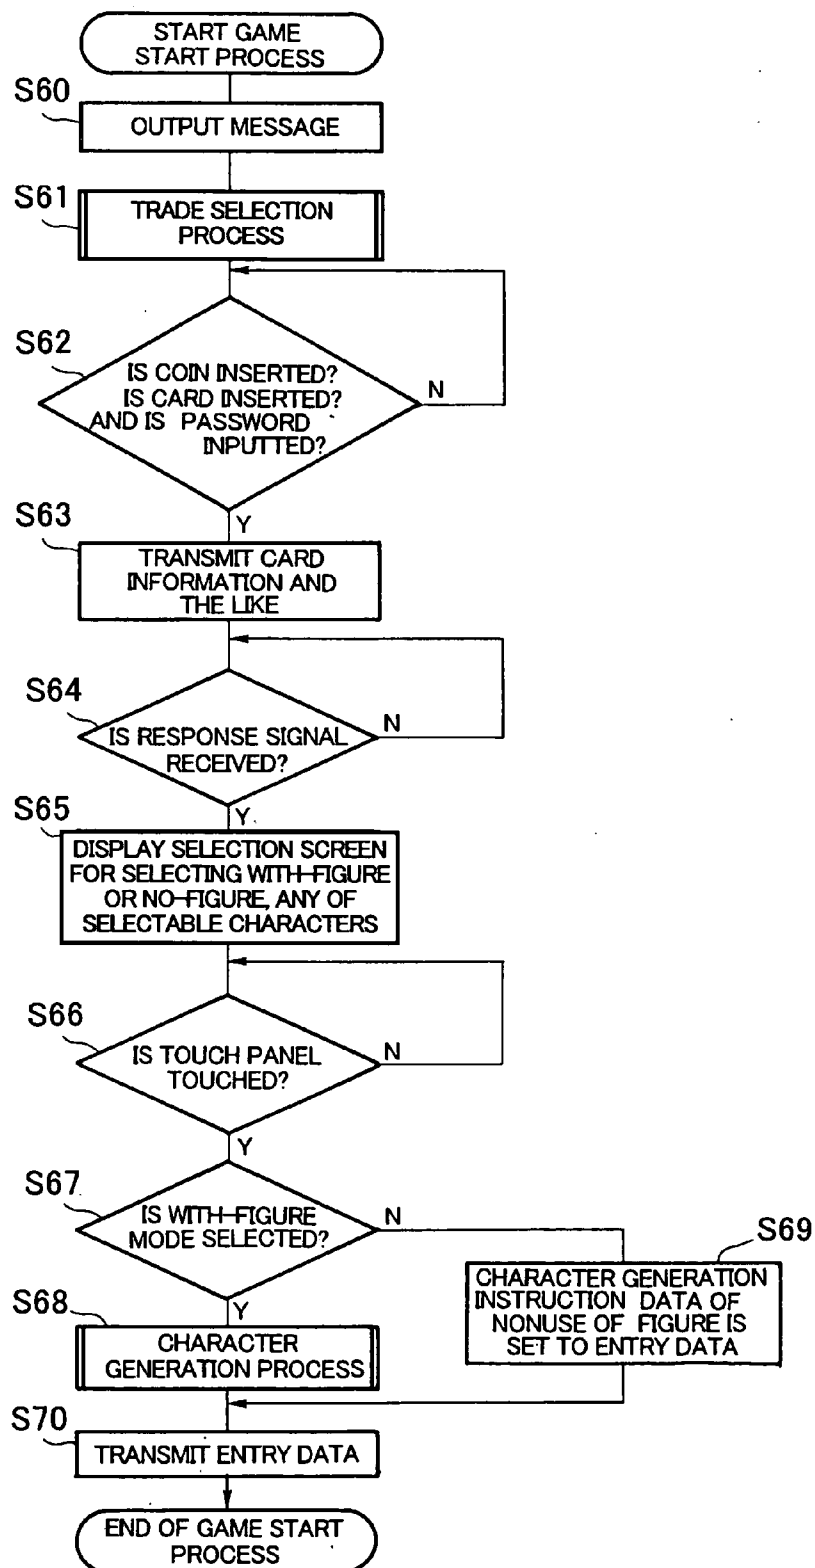 START GAME
START PROCESS
S60
OUTPUT MESSAGE
S61
TRADE SELECTION
PROCESS
S62
IS COIN INSERTED?
IS CARD INSERTED?
AND IS PASSWORD
INPUTTED?
N
Y
S63
TRANSMIT CARD
INFORMATION AND
THE LIKE
S64
IS RESPONSE SIGNAL
RECEIVED?
N
Y
S65
DISPLAY SELECTION SCREEN
FOR SELECTING WITH-FIGURE
OR NO-FIGURE, ANY OF
SELECTABLE CHARACTERS
S66
IS TOUCH PANEL
TOUCHED?
N
Y
S67
IS WITH-FIGURE
MODE SELECTED?
N
Y
S69
CHARACTER GENERATION
INSTRUCTION DATA OF
NONUSE OF FIGURE IS
SET TO ENTRY DATA
S68
CHARACTER
GENERATION PROCESS
S70
TRANSMIT ENTRY DATA
END OF GAME START
PROCESS